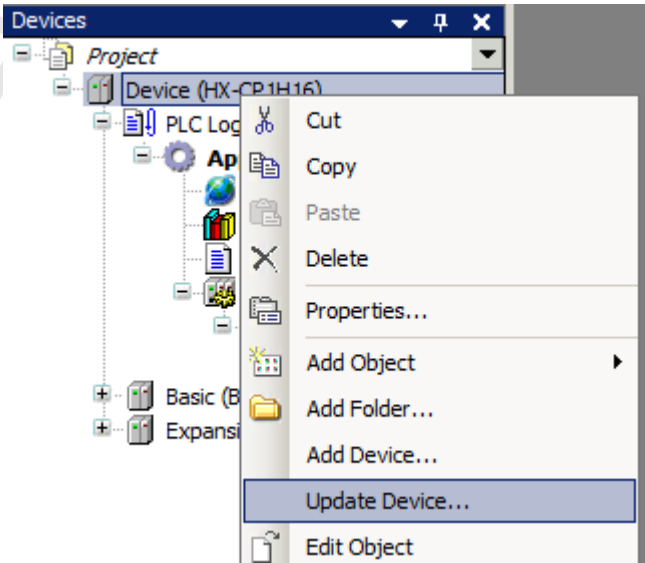 Devices
Project
Device (HX-CP1H16)
PLC Log
Cut
Ap
Copy
Paste
Delete
Properties...
Add Object
Basic (B
Add Folder...
Expansi
Add Device...
Update Device...
Edit Object